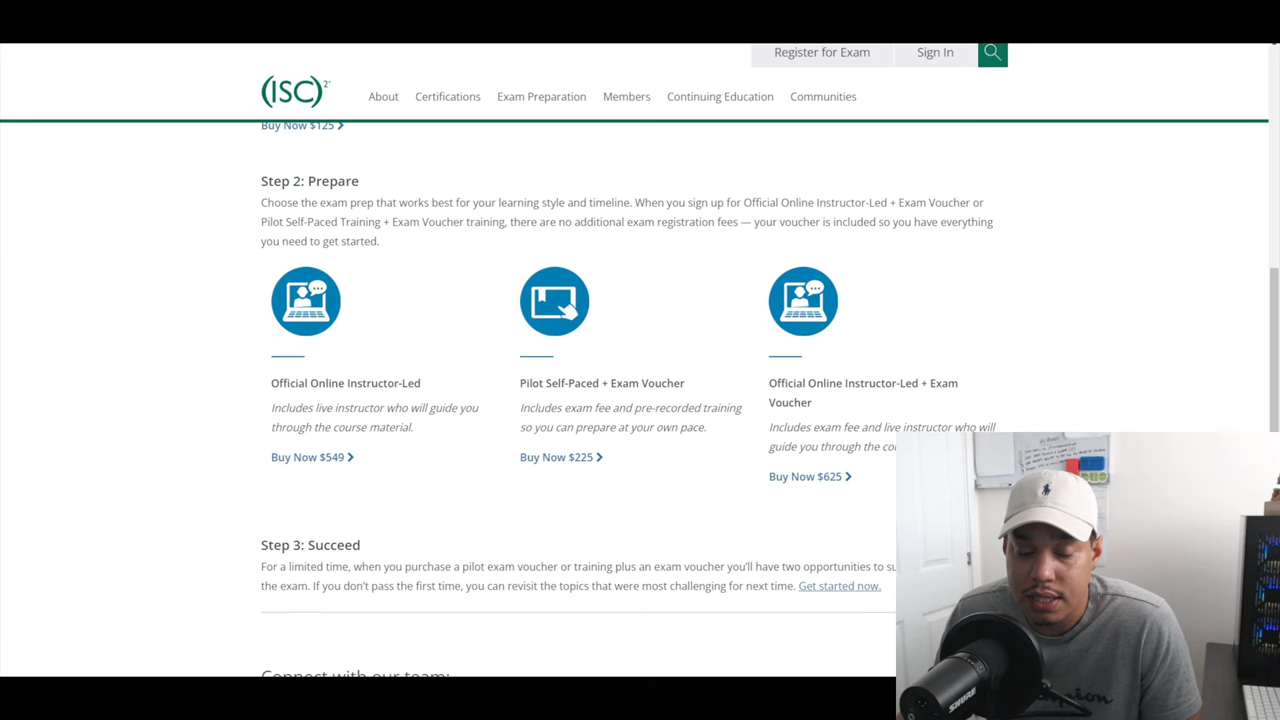 Register for Exam
Sign In
(ISC)²
About
Certifications
Exam Preparation
Members
Continuing Education
Communities
Buy Now $125
Step 2: Prepare
Choose the exam prep that works best for your learning style and timeline. When you sign up for Official Online Instructor-Led + Exam Voucher or
Pilot Self-Paced Training + Exam Voucher training, there are no additional exam registration fees — your voucher is included so you have everything
you need to get started.
Official Online Instructor-Led
Includes live instructor who will guide you
through the course material.
Buy Now $549
Pilot Self-Paced + Exam Voucher
Includes exam fee and pre-recorded training
so you can prepare at your own pace.
Buy Now $225
Official Online Instructor-Led + Exam
Voucher
Includes exam fee and live instructor who will
guide you through the
Buy Now $625
Step 3: Succeed
For a limited time, when you purchase a pilot exam voucher or training plus an exam voucher you'll have two opportunities to
the exam. If you don't pass the first time, you can revisit the topics that were most challenging for next time. Get started now.
Connect with our team:
SHURE